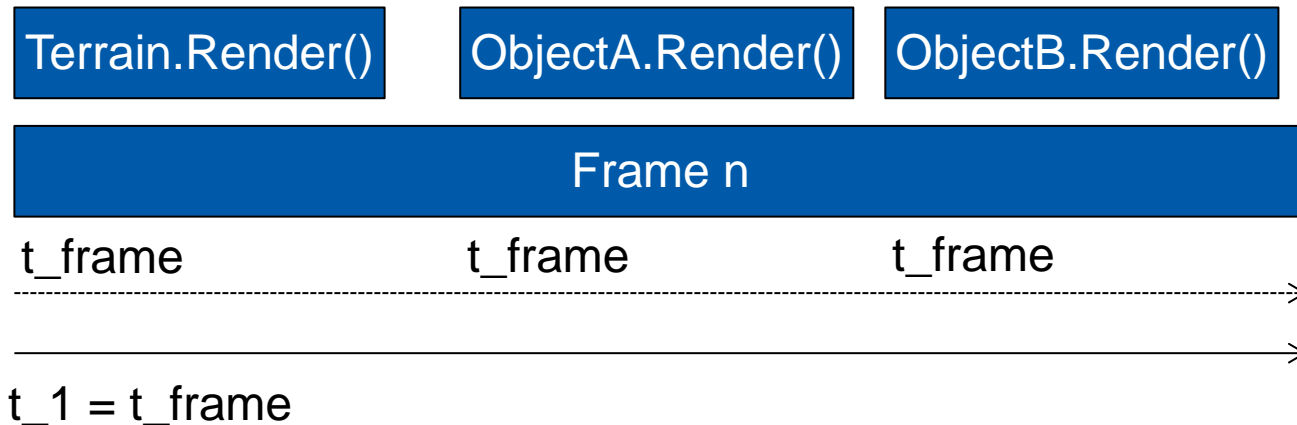 Terrain.Render() ObjectA.Render() ObjectB.Render()
Frame n
t_frame t_frame t_frame
t_1 = t_frame